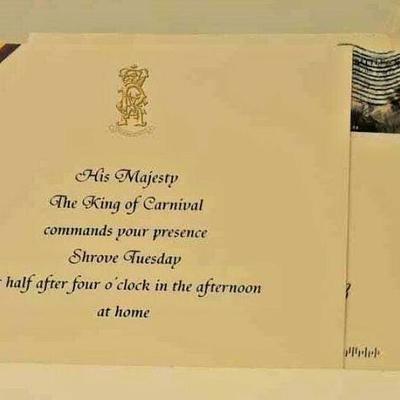 His Majesty
The King of Carnival
commands your presence
Shrove Tuesday
half after four o'clock in the afternoon
at home